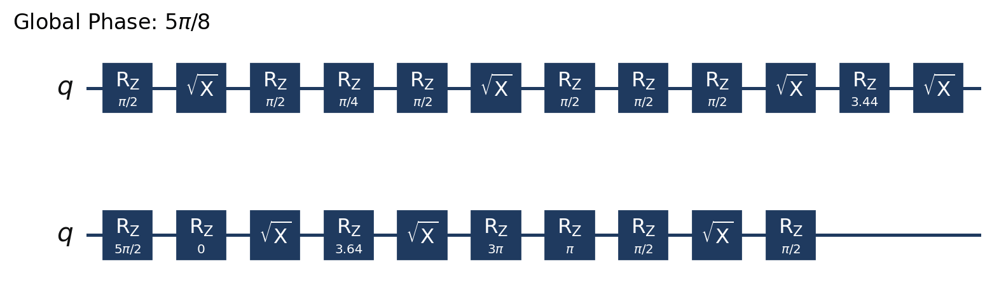 Global Phase: 5π/8
q R_Z π/2 √X R_Z π/2 R_Z π/4 R_Z π/2 √X R_Z π/2 R_Z π/2 R_Z π/2 √X R_Z 3.44 √X
q R_Z 5π/2 R_Z 0 √X R_Z 3.64 √X R_Z 3π R_Z π R_Z π/2 √X R_Z π/2